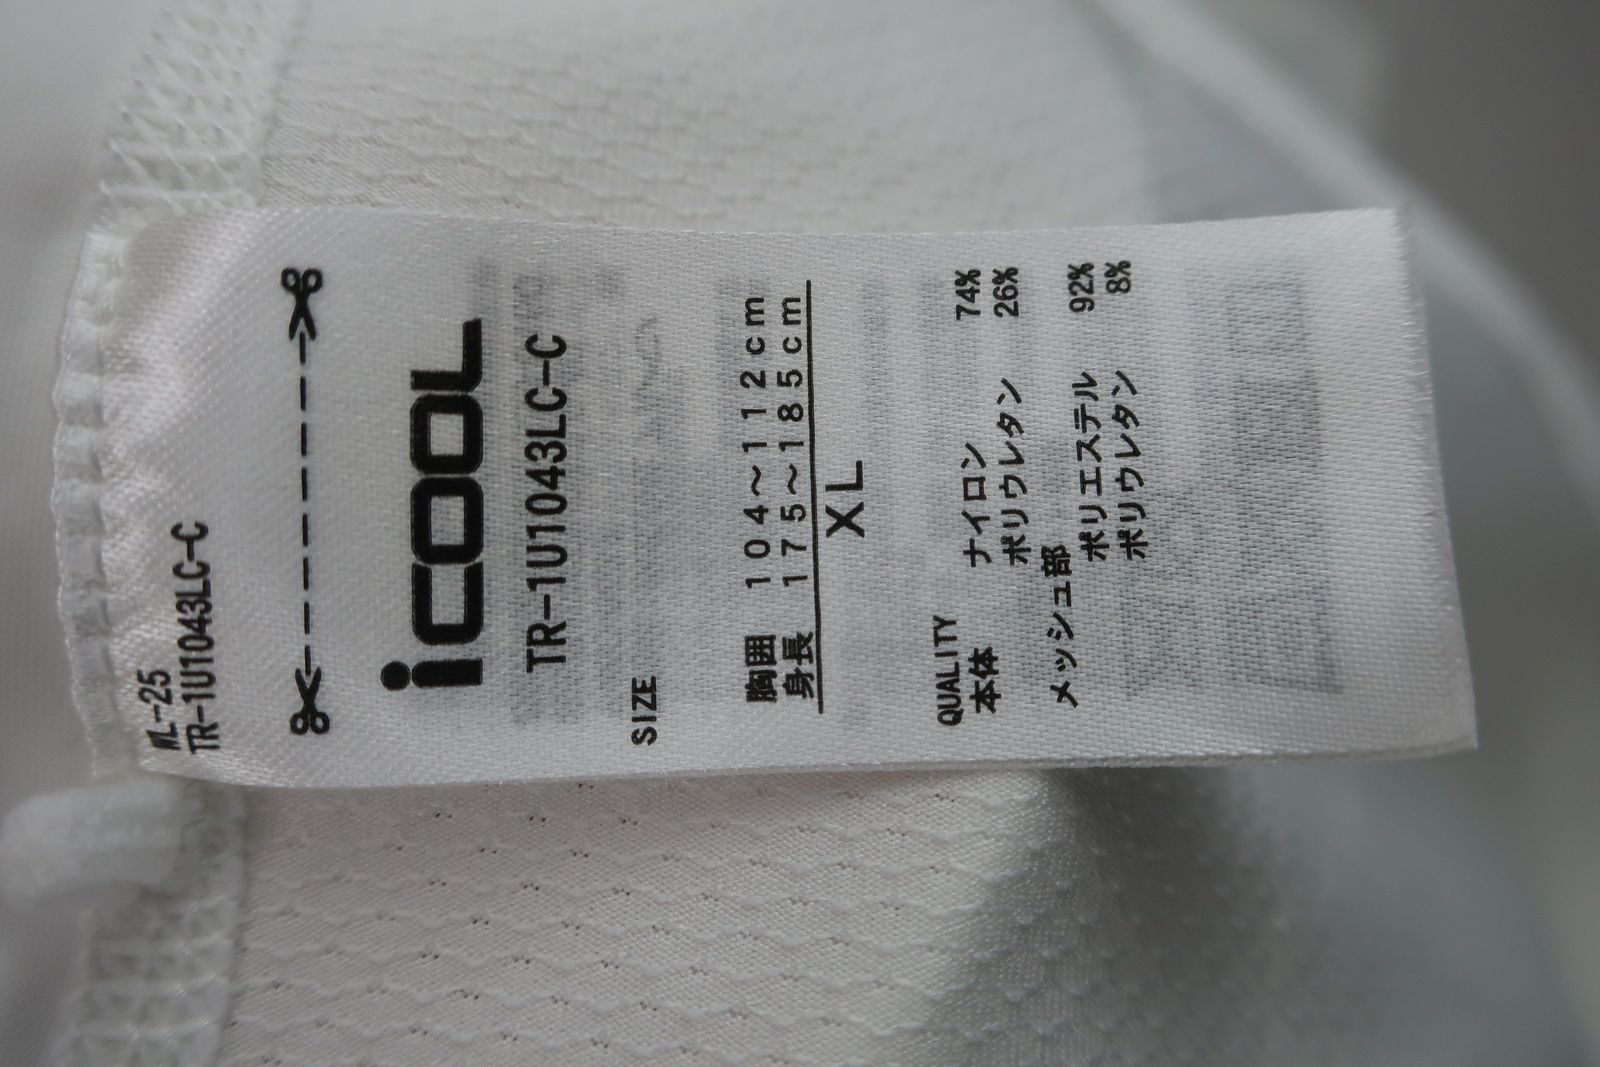 WL-25
TR-1U1043LC-C
icool
TR-1U1043LC-C
SIZE
胸囲 104～112cm
身長 175～185cm
XL
QUALITY
本体 ナイロン 74%
ポリウレタン 26%
メッシュ部
ポリエステル 92%
ポリウレタン 8%